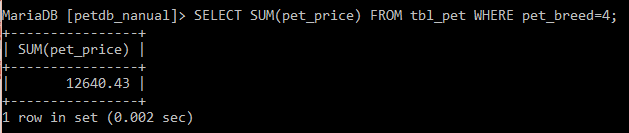 MariaDB [petdb_nanual]> SELECT SUM(pet_price) FROM tbl_pet WHERE pet_breed=4;
+----------------+
| SUM(pet_price) |
+----------------+
|       12640.43 |
+----------------+
1 row in set (0.002 sec)